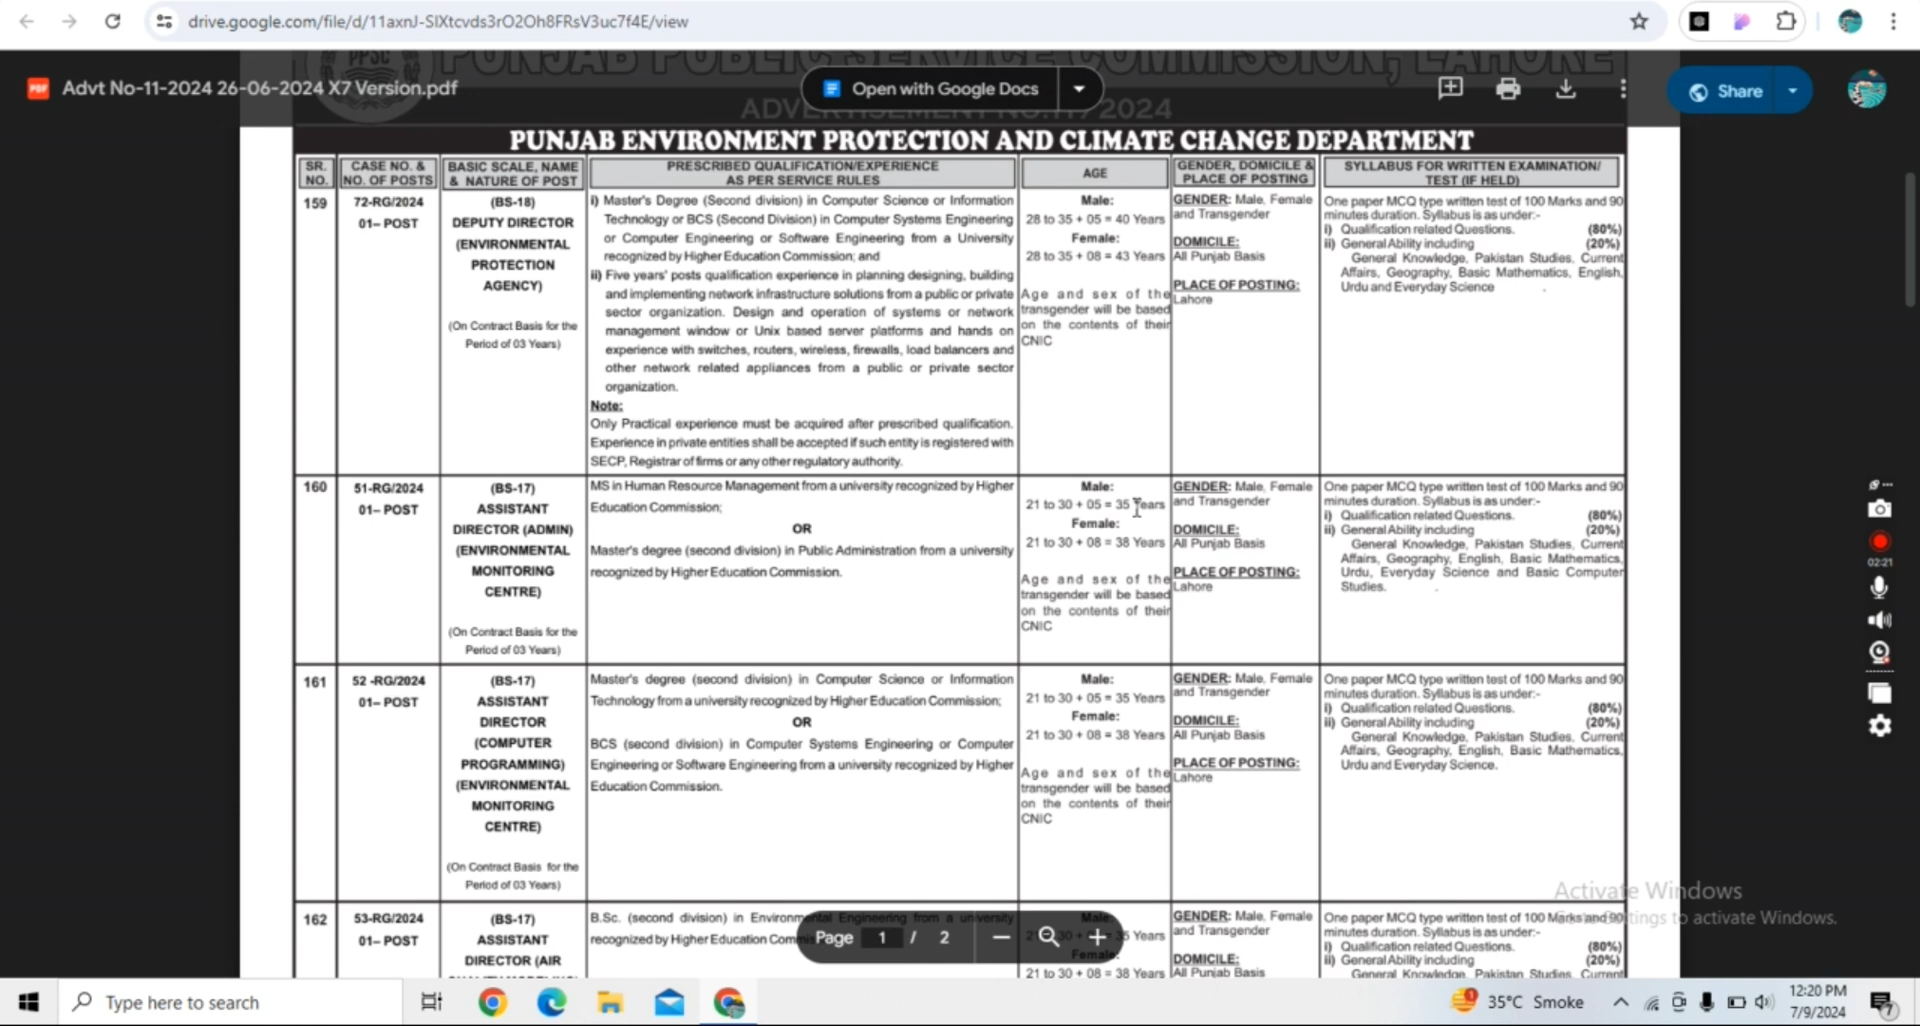 drive.google.com/file/d/11axnJ-SlXtcvds3rO2Oh8FRsV3uc7f4E/view
PPSC
PUNJAB PUBLIC SERVICE COMMISSION, LAHORE
Advt No-11-2024 26-06-2024 X7 Version.pdf
Open with Google Docs
Share
PUNJAB ENVIRONMENT PROTECTION AND CLIMATE CHANGE DEPARTMENT
SR. NO.
CASE NO. & NO. OF POSTS
BASIC SCALE, NAME & NATURE OF POST
PRESCRIBED QUALIFICATION/EXPERIENCE
AS PER SERVICE RULES
AGE
GENDER, DOMICILE & PLACE OF POSTING
SYLLABUS FOR WRITTEN EXAMINATION/ TEST (IF HELD)
159
72-RG/2024
01– POST
(BS-18)
DEPUTY DIRECTOR
(ENVIRONMENTAL
PROTECTION
AGENCY)
(On Contract Basis for the
Period of 03 Years)
i) Master's Degree (Second division) in Computer Science or Information
Technology or BCS (Second Division) in Computer Systems Engineering
or Computer Engineering or Software Engineering from a University
recognized by Higher Education Commission; and
ii) Five years' posts qualification experience in planning designing, building
and implementing network infrastructure solutions from a public or private
sector organization. Design and operation of systems or network
management window or Unix based server platforms and hands on
experience with switches, routers, wireless, firewalls, load balancers and
other network related appliances from a public or private sector
organization.
Note:
Only Practical experience must be acquired after prescribed qualification.
Experience in private entities shall be accepted if such entity is registered with
SECP, Registrar of firms or any other regulatory authority.
Male:
28 to 35 + 05 = 40 Years
Female:
28 to 35 + 08 = 43 Years
Age and sex of the
transgender will be based
on the contents of their
CNIC
GENDER: Male, Female
and Transgender
DOMICILE:
All Punjab Basis
PLACE OF POSTING:
Lahore
One paper MCQ type written test of 100 Marks and 90
minutes duration. Syllabus is as under:-
i) Qualification related Questions. (80%)
ii) General Ability including (20%)
General Knowledge, Pakistan Studies, Current
Affairs, Geography, Basic Mathematics, English,
Urdu and Everyday Science
160
51-RG/2024
01– POST
(BS-17)
ASSISTANT
DIRECTOR (ADMIN)
(ENVIRONMENTAL
MONITORING
CENTRE)
(On Contract Basis for the
Period of 03 Years)
MS in Human Resource Management from a university recognized by Higher
Education Commission;
OR
Master's degree (second division) in Public Administration from a university
recognized by Higher Education Commission.
Male:
21 to 30 + 05 = 35 Years
Female:
21 to 30 + 08 = 38 Years
Age and sex of the
transgender will be based
on the contents of their
CNIC
GENDER: Male, Female
and Transgender
DOMICILE:
All Punjab Basis
PLACE OF POSTING:
Lahore
One paper MCQ type written test of 100 Marks and 90
minutes duration. Syllabus is as under:-
i) Qualification related Questions. (80%)
ii) General Ability including (20%)
General Knowledge, Pakistan Studies, Current
Affairs, Geography, English, Basic Mathematics,
Urdu, Everyday Science and Basic Computer
Studies.
161
52 -RG/2024
01– POST
(BS-17)
ASSISTANT
DIRECTOR
(COMPUTER
PROGRAMMING)
(ENVIRONMENTAL
MONITORING
CENTRE)
(On Contract Basis for the
Period of 03 Years)
Master's degree (second division) in Computer Science or Information
Technology from a university recognized by Higher Education Commission;
OR
BCS (second division) in Computer Systems Engineering or Computer
Engineering or Software Engineering from a university recognized by Higher
Education Commission.
Male:
21 to 30 + 05 = 35 Years
Female:
21 to 30 + 08 = 38 Years
Age and sex of the
transgender will be based
on the contents of their
CNIC
GENDER: Male, Female
and Transgender
DOMICILE:
All Punjab Basis
PLACE OF POSTING:
Lahore
One paper MCQ type written test of 100 Marks and 90
minutes duration. Syllabus is as under:-
i) Qualification related Questions. (80%)
ii) General Ability including (20%)
General Knowledge, Pakistan Studies, Current
Affairs, Geography, English, Basic Mathematics,
Urdu and Everyday Science.
162
53-RG/2024
01– POST
(BS-17)
ASSISTANT
DIRECTOR (AIR
B.Sc. (second division) in Environmental Engineering from a university
recognized by Higher Education
Male
35 Years
Female
21 to 30 + 08 = 38 Years
GENDER: Male, Female
and Transgender
DOMICILE:
All Punjab Basis
One paper MCQ type written test of 100 Marks and 90
minutes duration. Syllabus is as under:-
i) Qualification related Questions. (80%)
ii) General Ability including (20%)
General Knowledge, Pakistan Studies, Current
Page 1 / 2
02:21
Activate Windows
Settings to activate Windows.
Type here to search
35°C Smoke
12:20 PM
7/9/2024
7